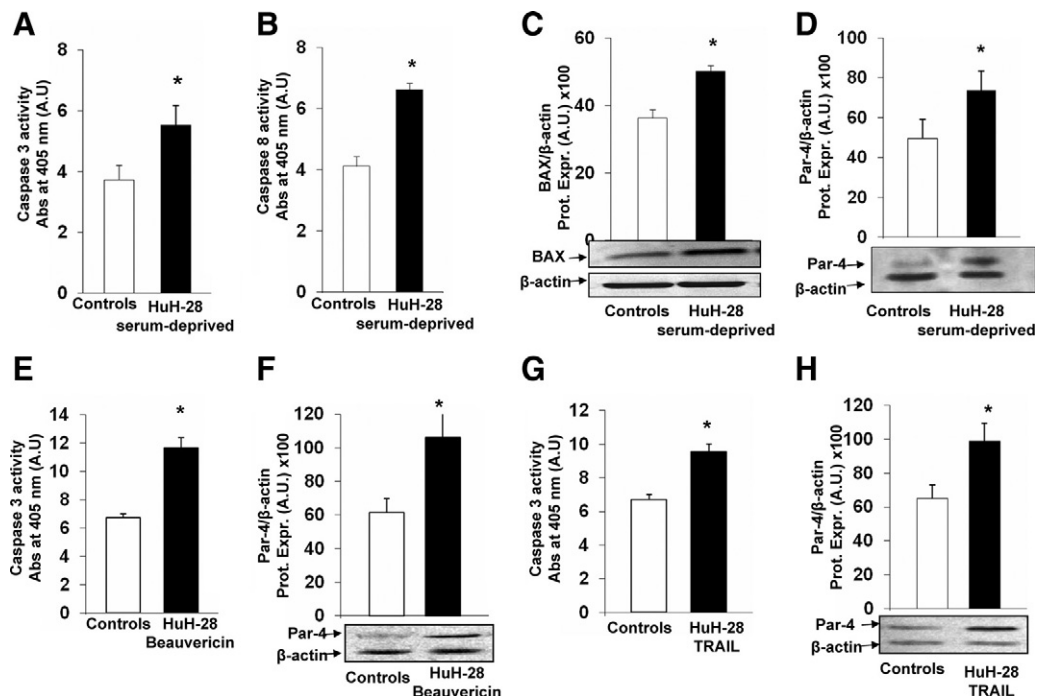 A
Caspase 3 activity
Abs at 405 nm (A.U)
8
6
4
2
0
*
Controls
HuH-28
serum-deprived
B
Caspase 8 activity
Abs at 405 nm (A.U)
8
6
4
2
0
*
Controls
HuH-28
serum-deprived
C
BAX/β-actin
Prot. Expr. (A.U.) x100
60
40
20
0
*
BAX
β-actin
Controls
HuH-28
serum-deprived
D
Par-4/β-actin
Prot. Expr. (A.U.) x100
100
80
60
40
20
0
*
Par-4
β-actin
Controls
HuH-28
serum-deprived
E
Caspase 3 activity
Abs at 405 nm (A.U)
14
12
10
8
6
4
2
0
*
Controls
HuH-28
Beauvericin
F
Par-4/β-actin
Prot. Expr. (A.U.) x100
120
100
80
60
40
20
0
*
Par-4
β-actin
Controls
HuH-28
Beauvericin
G
Caspase 3 activity
Abs at 405 nm (A.U)
12
10
8
6
4
2
0
*
Controls
HuH-28
TRAIL
H
Par-4/β-actin
Prot. Expr. (A.U.) x100
120
100
80
60
40
20
0
*
Par-4
β-actin
Controls
HuH-28
TRAIL